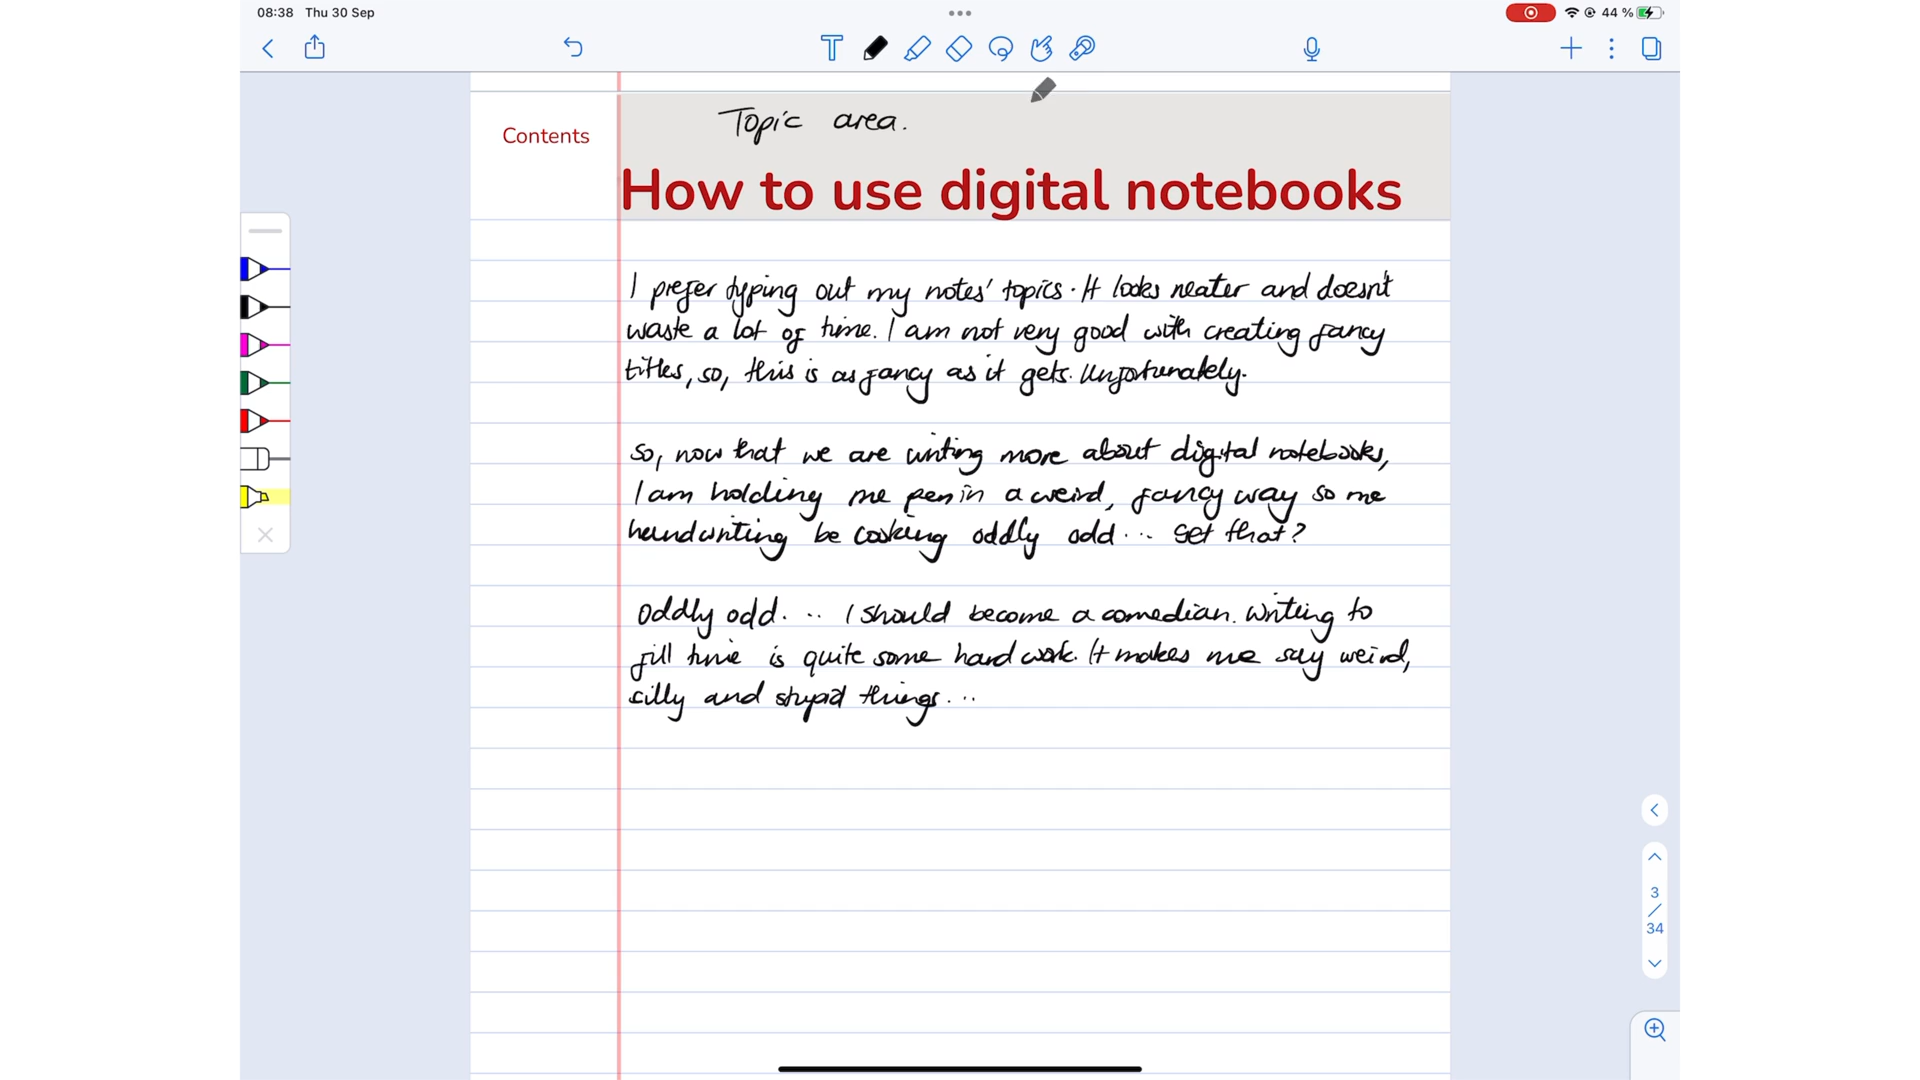 08:38 Thu 30 Sep
44 %
Topic area.
Contents
How to use digital notebooks
I prefer typing out my notes' topics. It looks neater and doesn't
waste a lot of time. I am not very good with creating fancy
titles, so, this is as fancy as it gets. Unfortunately.
So, now that we are writing more about digital notebooks,
I am holding me pen in a weird, fancy way so me
handwriting be looking oddly odd... Get that?
Oddly odd.... I should become a comedian. Writing to
fill time is quite some hard work. It makes me say weird,
silly and stupid things...
3
/
34